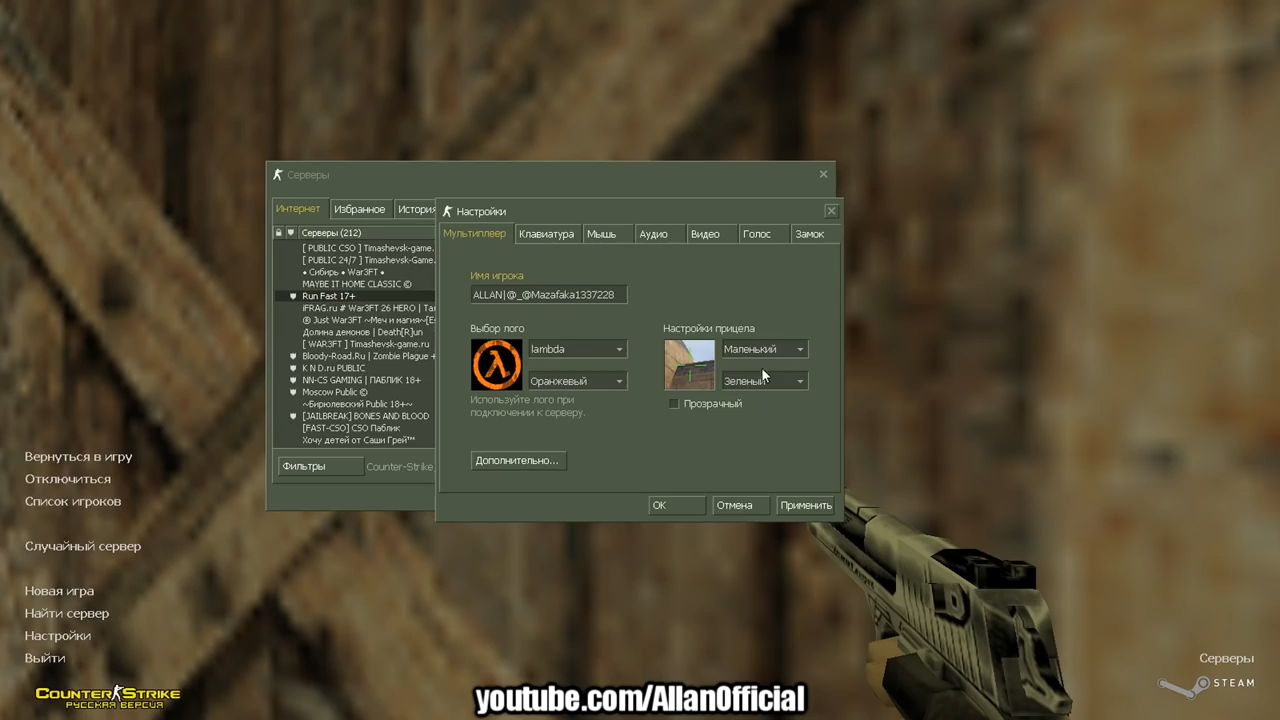 Серверы
Интернет
Избранное
История
Серверы (212)
[ PUBLIC CSO ] Timashevsk-game.
[ PUBLIC 24/7 ] Timashevsk-Game.
• Сибирь • War3FT •
MAYBE IT HOME CLASSIC ©
Run Fast 17+
iFRAG.ru # War3FT 26 HERO | Та
® Just War3FT ~Меч и магия~[Es
Долина демонов | Death[R]un
[ WAR3FT ] Timashevsk-game.ru
Bloody-Road.Ru | Zombie Plague +
K N D.ru PUBLIC
NN-CS GAMING | ПАБЛИК 18+
Moscow Public ©
~Бирюлевский Public 18+~
[JAILBREAK] BONES AND BLOOD
[FAST-CSO] CSO Паблик
Хочу детей от Саши Грей™
Фильтры
Counter-Strike
Настройки
Мультиплеер
Клавиатура
Мышь
Аудио
Видео
Голос
Замок
Имя игрока
ALLAN|@_@Mazafaka1337228
Выбор лого
lambda
Оранжевый
Используйте лого при
подключении к серверу.
Настройки прицела
Маленький
Зеленый
Прозрачный
Дополнительно...
ОК
Отмена
Применить
Вернуться в игру
Отключиться
Список игроков
Случайный сервер
Новая игра
Найти сервер
Настройки
Выйти
COUNTER STRIKE
РУССКАЯ ВЕРСИЯ
youtube.com/AllanOfficial
Серверы
STEAM